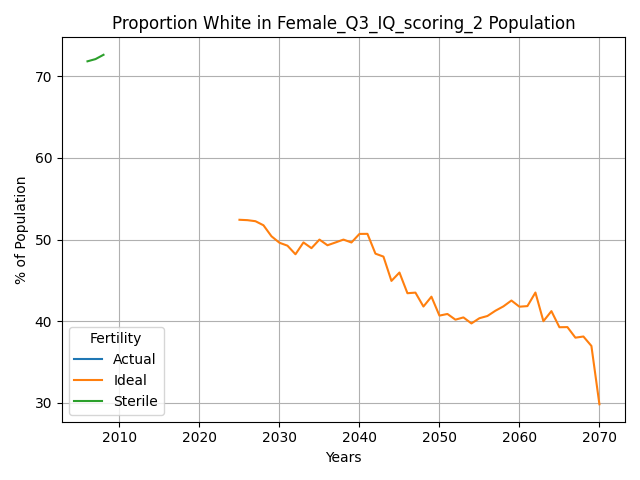 Proportion White in Female_Q3_IQ_scoring_2 Population
% of Population
70
60
50
40
30
Fertility
Actual
Ideal
Sterile
2010
2020
2030
2040
2050
2060
2070
Years